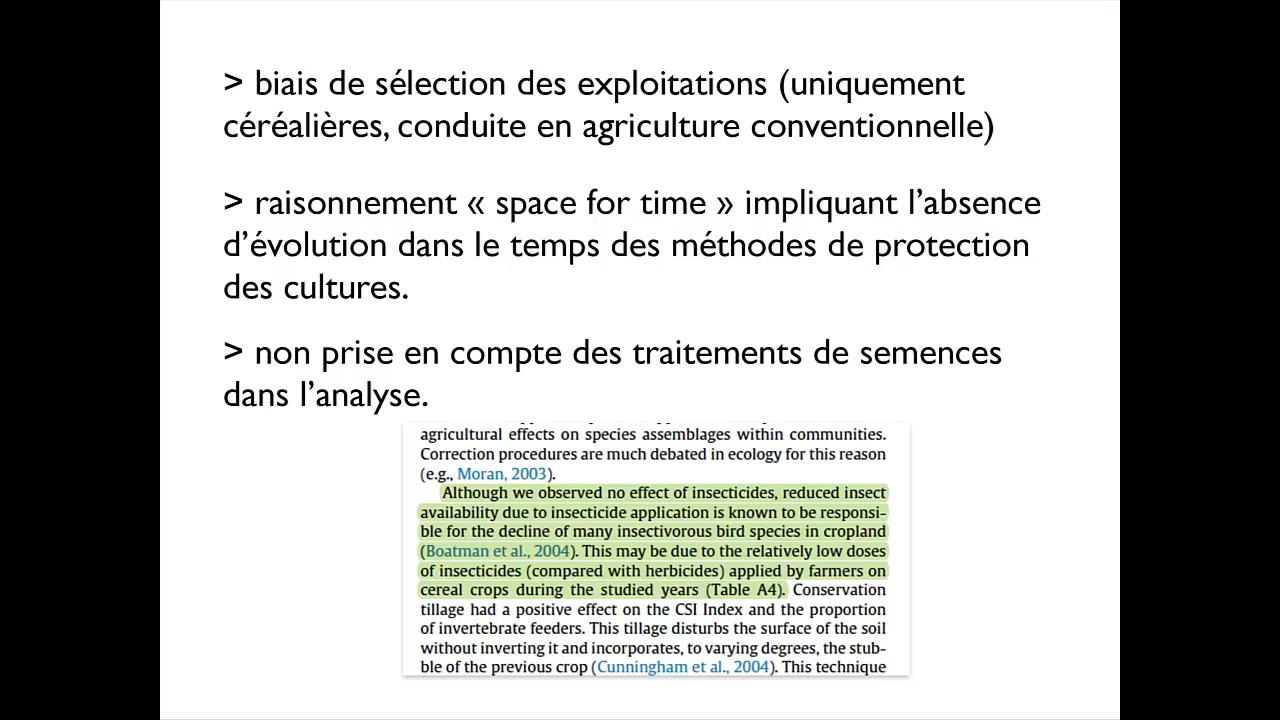 > biais de sélection des exploitations (uniquement
céréalières, conduite en agriculture conventionnelle)
> raisonnement « space for time » impliquant l’absence
d’évolution dans le temps des méthodes de protection
des cultures.
> non prise en compte des traitements de semences
dans l’analyse.
agricultural effects on species assemblages within communities.
Correction procedures are much debated in ecology for this reason
(e.g., Moran, 2003).
Although we observed no effect of insecticides, reduced insect
availability due to insecticide application is known to be responsi-
ble for the decline of many insectivorous bird species in cropland
(Boatman et al., 2004). This may be due to the relatively low doses
of insecticides (compared with herbicides) applied by farmers on
cereal crops during the studied years (Table A4). Conservation
tillage had a positive effect on the CSI Index and the proportion
of invertebrate feeders. This tillage disturbs the surface of the soil
without inverting it and incorporates, to varying degrees, the stub-
ble of the previous crop (Cunningham et al., 2004). This technique